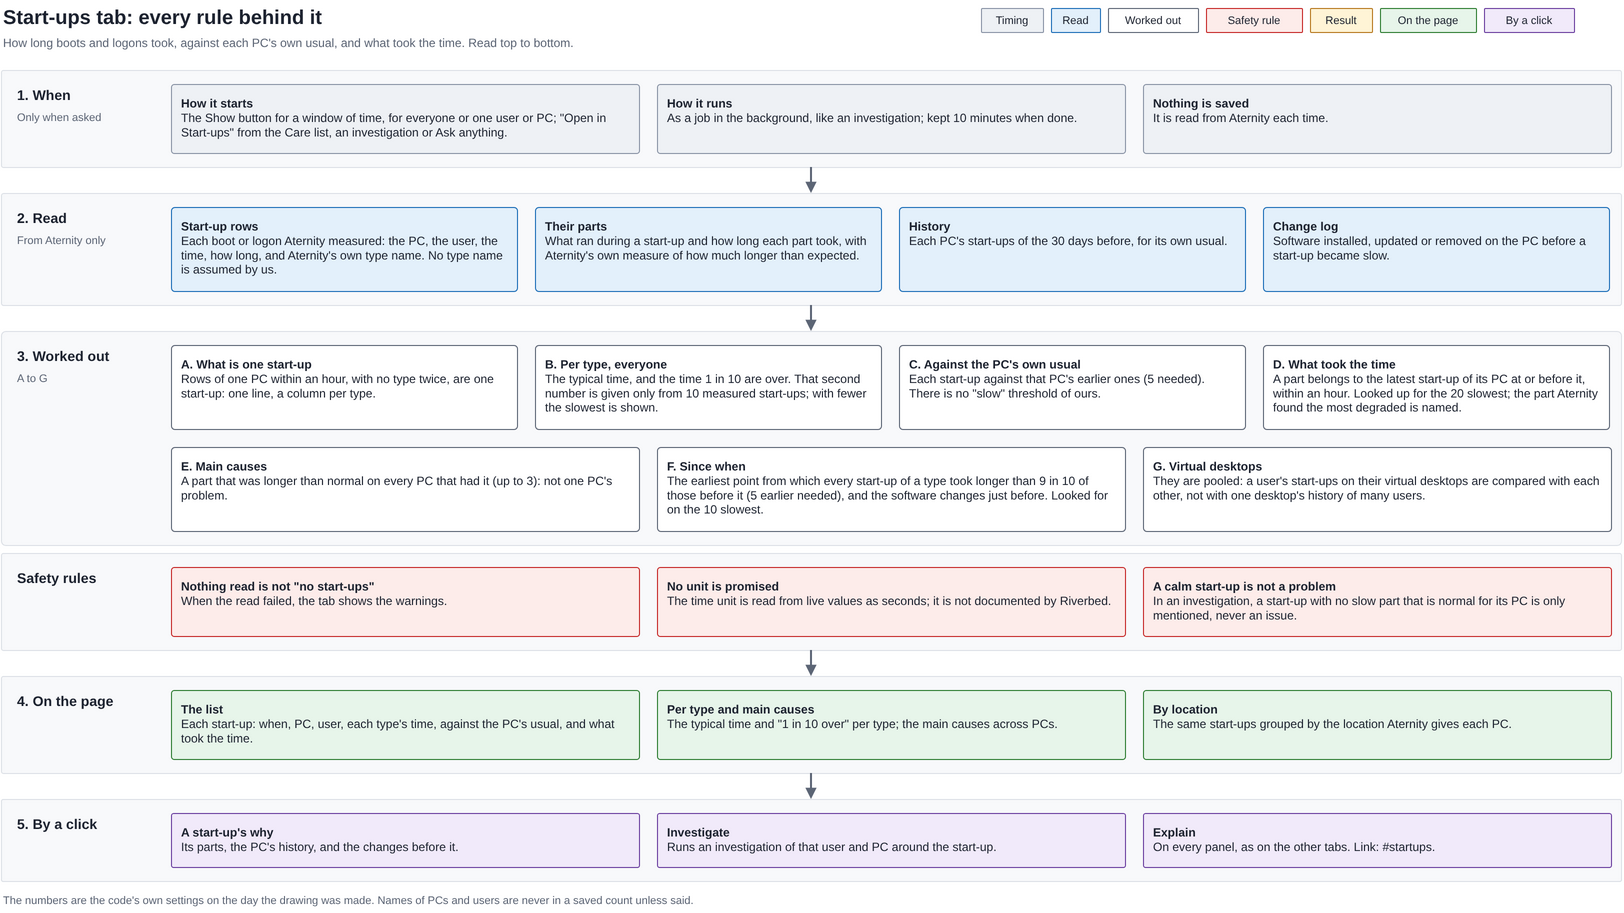 Start-ups tab: every rule behind it
Timing
Read
Worked out
Safety rule
Result
On the page
By a click
How long boots and logons took, against each PC's own usual, and what took the time. Read top to bottom.
1. When
Only when asked
How it starts
The Show button for a window of time, for everyone or one user or PC; "Open in
Start-ups" from the Care list, an investigation or Ask anything.
How it runs
As a job in the background, like an investigation; kept 10 minutes when done.
Nothing is saved
It is read from Aternity each time.
2. Read
From Aternity only
Start-up rows
Each boot or logon Aternity measured: the PC, the user, the
time, how long, and Aternity's own type name. No type name
is assumed by us.
Their parts
What ran during a start-up and how long each part took, with
Aternity's own measure of how much longer than expected.
History
Each PC's start-ups of the 30 days before, for its own usual.
Change log
Software installed, updated or removed on the PC before a
start-up became slow.
3. Worked out
A to G
A. What is one start-up
Rows of one PC within an hour, with no type twice, are one
start-up: one line, a column per type.
B. Per type, everyone
The typical time, and the time 1 in 10 are over. That second
number is given only from 10 measured start-ups; with fewer
the slowest is shown.
C. Against the PC's own usual
Each start-up against that PC's earlier ones (5 needed).
There is no "slow" threshold of ours.
D. What took the time
A part belongs to the latest start-up of its PC at or before it,
within an hour. Looked up for the 20 slowest; the part Aternity
found the most degraded is named.
E. Main causes
A part that was longer than normal on every PC that had it (up to 3): not one PC's
problem.
F. Since when
The earliest point from which every start-up of a type took longer than 9 in 10 of
those before it (5 earlier needed), and the software changes just before. Looked for
on the 10 slowest.
G. Virtual desktops
They are pooled: a user's start-ups on their virtual desktops are compared with each
other, not with one desktop's history of many users.
Safety rules
Nothing read is not "no start-ups"
When the read failed, the tab shows the warnings.
No unit is promised
The time unit is read from live values as seconds; it is not documented by Riverbed.
A calm start-up is not a problem
In an investigation, a start-up with no slow part that is normal for its PC is only
mentioned, never an issue.
4. On the page
The list
Each start-up: when, PC, user, each type's time, against the PC's usual, and what
took the time.
Per type and main causes
The typical time and "1 in 10 over" per type; the main causes across PCs.
By location
The same start-ups grouped by the location Aternity gives each PC.
5. By a click
A start-up's why
Its parts, the PC's history, and the changes before it.
Investigate
Runs an investigation of that user and PC around the start-up.
Explain
On every panel, as on the other tabs. Link: #startups.
The numbers are the code's own settings on the day the drawing was made. Names of PCs and users are never in a saved count unless said.